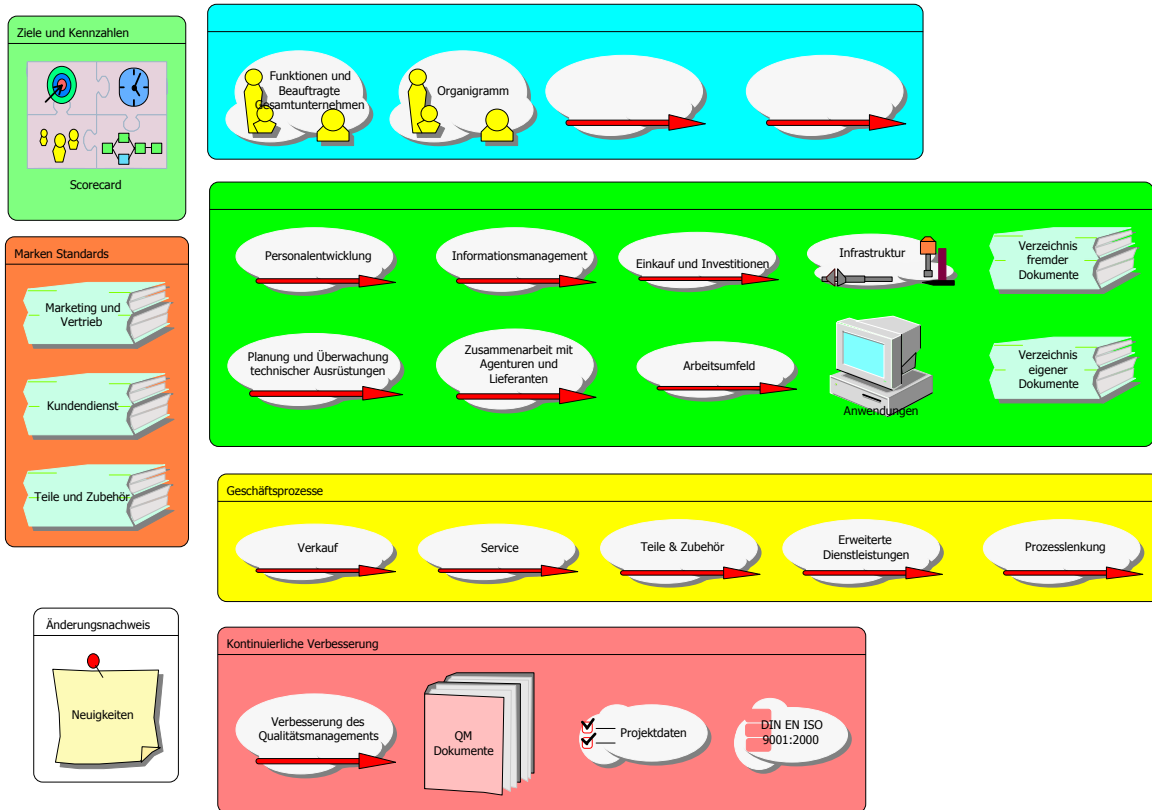 Ziele und Kennzahlen
Scorecard
Funktionen und
Beauftragte
Gesamtunternehmen
Organigramm
Marken Standards
Marketing und
Vertrieb
Kundendienst
Teile und Zubehör
Personalentwicklung
Informationsmanagement
Einkauf und Investitionen
Infrastruktur
Verzeichnis
fremder
Dokumente
Planung und Überwachung
technischer Ausrüstungen
Zusammenarbeit mit
Agenturen und
Lieferanten
Arbeitsumfeld
Anwendungen
Verzeichnis
eigener
Dokumente
Geschäftsprozesse
Verkauf
Service
Teile & Zubehör
Erweiterte
Dienstleistungen
Prozesslenkung
Änderungsnachweis
Neuigkeiten
Kontinuierliche Verbesserung
Verbesserung des
Qualitätsmanagements
QM
Dokumente
Projektdaten
DIN EN ISO
9001:2000